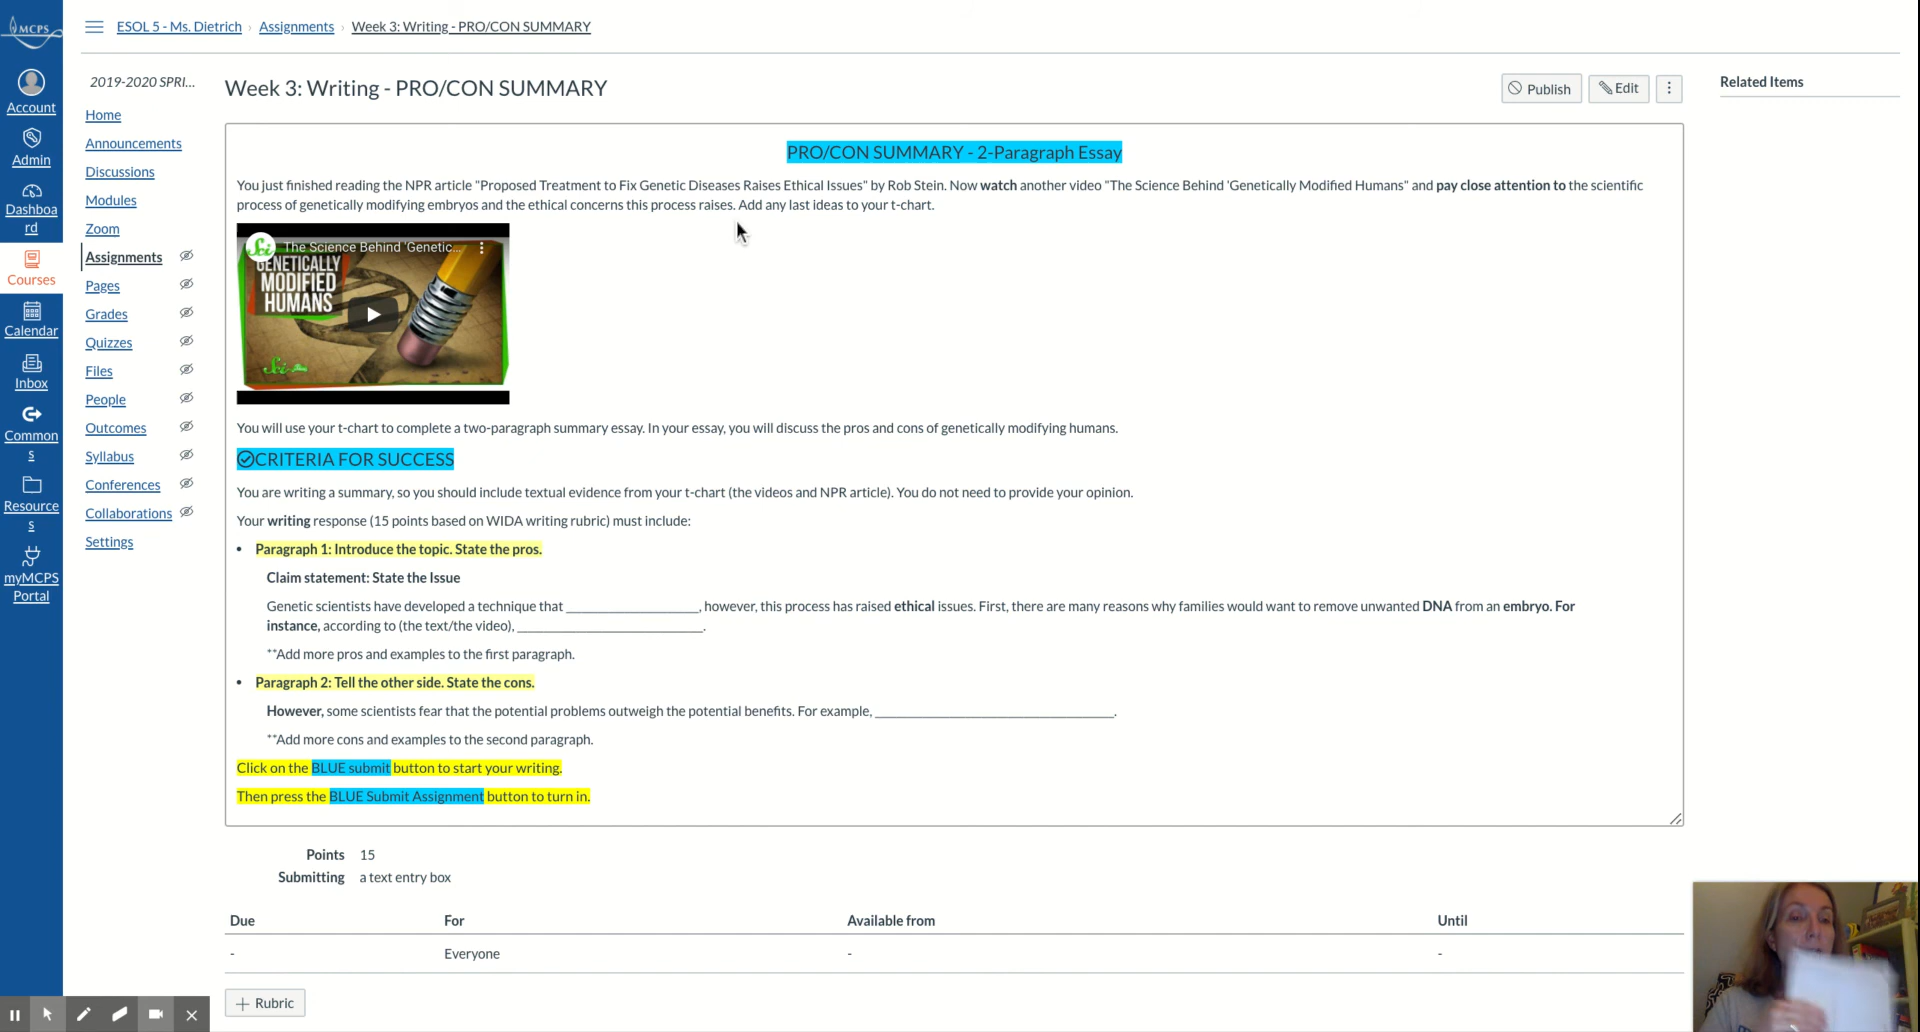 MCPS
ESOL 5 - Ms. Dietrich › Assignments › Week 3: Writing - PRO/CON SUMMARY
Account
Admin
Dashboa
rd
Courses
Calendar
Inbox
Common
s
Resource
s
myMCPS
Portal
2019-2020 SPRI...
Home
Announcements
Discussions
Modules
Zoom
Assignments
Pages
Grades
Quizzes
Files
People
Outcomes
Syllabus
Conferences
Collaborations
Settings
Week 3: Writing - PRO/CON SUMMARY
Publish
Edit
Related Items
PRO/CON SUMMARY - 2-Paragraph Essay
You just finished reading the NPR article "Proposed Treatment to Fix Genetic Diseases Raises Ethical Issues" by Rob Stein. Now watch another video "The Science Behind 'Genetically Modified Humans" and pay close attention to the scientific
process of genetically modifying embryos and the ethical concerns this process raises. Add any last ideas to your t-chart.
Sci
The Science Behind 'Genetic...
GENETICALLY
MODIFIED
HUMANS
Sci
You will use your t-chart to complete a two-paragraph summary essay. In your essay, you will discuss the pros and cons of genetically modifying humans.
CRITERIA FOR SUCCESS
You are writing a summary, so you should include textual evidence from your t-chart (the videos and NPR article). You do not need to provide your opinion.
Your writing response (15 points based on WIDA writing rubric) must include:
• Paragraph 1: Introduce the topic. State the pros.
Claim statement: State the Issue
Genetic scientists have developed a technique that ____________________, however, this process has raised ethical issues. First, there are many reasons why families would want to remove unwanted DNA from an embryo. For
instance, according to (the text/the video), ____________________________.
**Add more pros and examples to the first paragraph.
• Paragraph 2: Tell the other side. State the cons.
However, some scientists fear that the potential problems outweigh the potential benefits. For example, ____________________________________.
**Add more cons and examples to the second paragraph.
Click on the BLUE submit button to start your writing.
Then press the BLUE Submit Assignment button to turn in.
Points 15
Submitting a text entry box
Due For Available from Until
- Everyone - -
+ Rubric